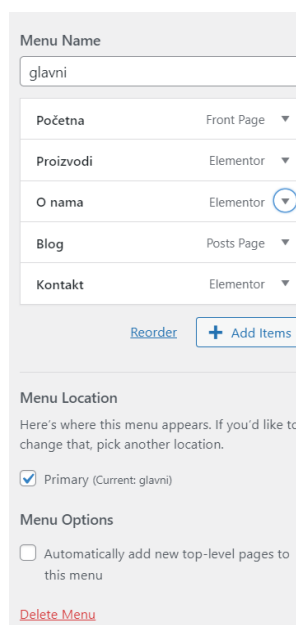 Menu Name
glavni
Početna Front Page
Proizvodi Elementor
O nama Elementor
Blog Posts Page
Kontakt Elementor
Reorder + Add Items
Menu Location
Here's where this menu appears. If you'd like to
change that, pick another location.
Primary (Current: glavni)
Menu Options
Automatically add new top-level pages to
this menu
Delete Menu